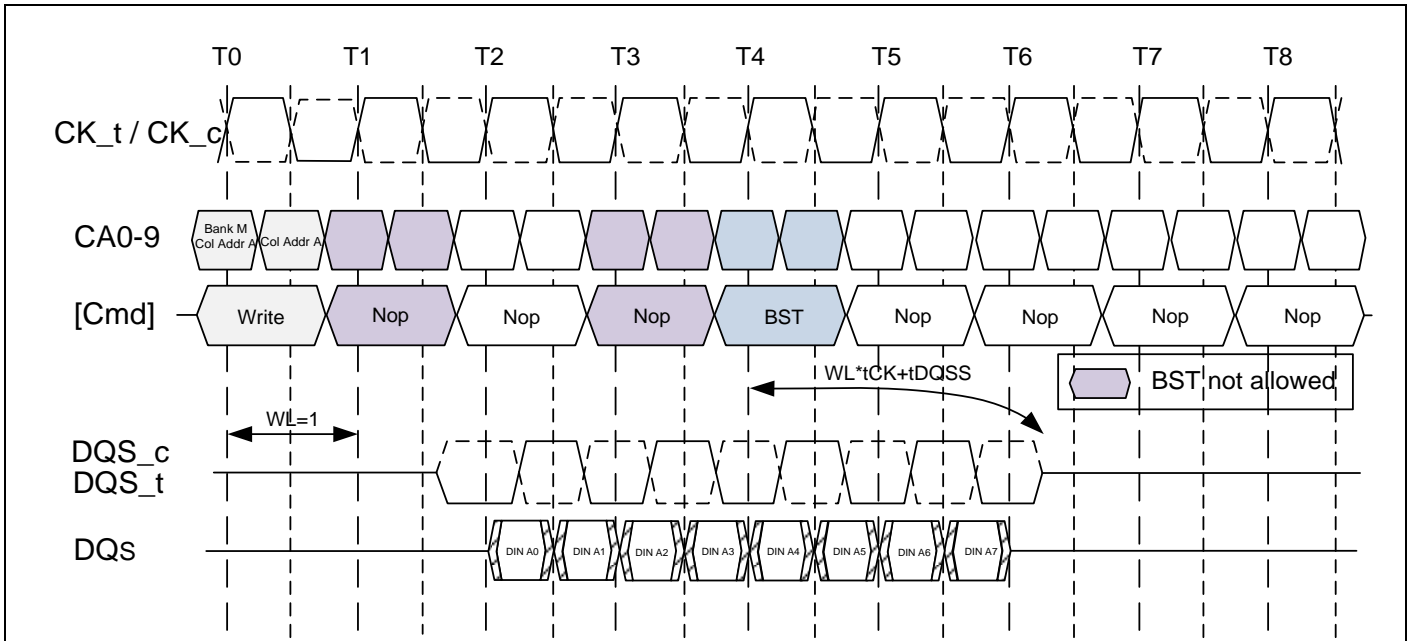 T0 T1 T2 T3 T4 T5 T6 T7 T8
CK_t / CK_c
CA0-9
Bank M
Col Addr A
Col Addr A
[Cmd]
Write Nop Nop Nop BST Nop Nop Nop Nop
WL*tCK+tDQSS
BST not allowed
WL=1
DQS_c
DQS_t
DQs
DIN A0 DIN A1 DIN A2 DIN A3 DIN A4 DIN A5 DIN A6 DIN A7